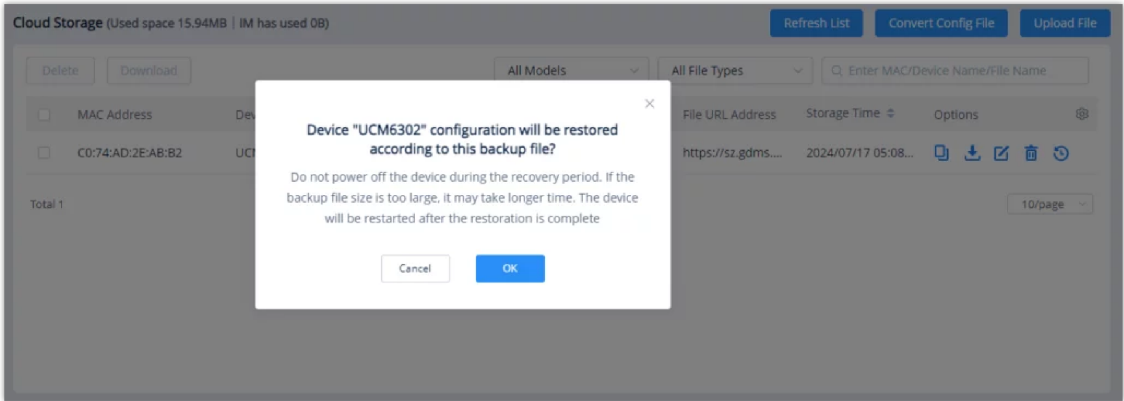 Cloud Storage (Used space 15.94MB | IM has used 0B)
Refresh List
Convert Config File
Upload File
Delete
Download
All Models
All File Types
Enter MAC/Device Name/File Name
MAC Address
Dev
File URL Address
Storage Time
Options
C0:74:AD:2E:AB:B2
UCM
https://sz.gdms....
2024/07/17 05:08...
Total 1
10/page
Device "UCM6302" configuration will be restored
according to this backup file?
Do not power off the device during the recovery period. If the
backup file size is too large, it may take longer time. The device
will be restarted after the restoration is complete
Cancel
OK